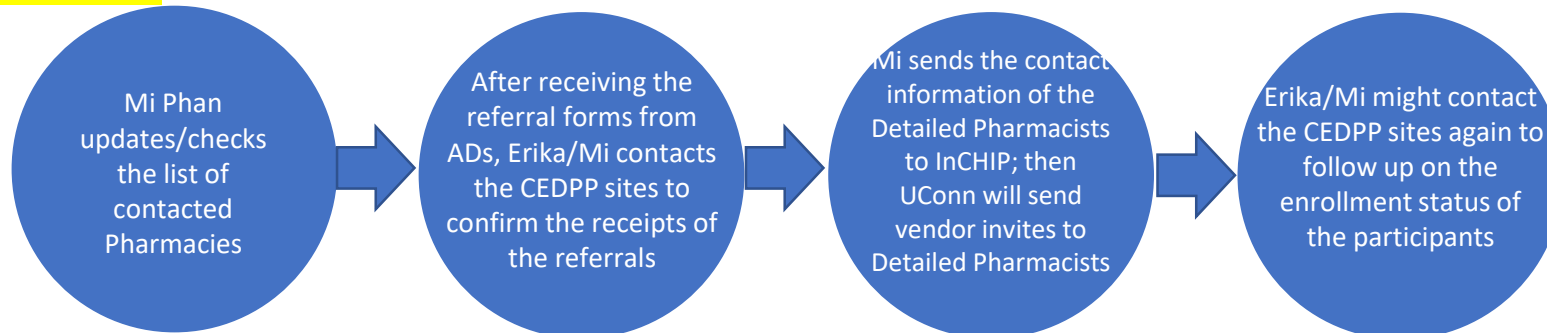 Mi Phan
updates/checks
the list of
contacted
Pharmacies
After receiving the
referral forms from
ADs, Erika/Mi contacts
the CEDPP sites to
confirm the receipts of
the referrals
Mi sends the contact
information of the
Detailed Pharmacists
to InCHIP; then
UConn will send
vendor invites to
Detailed Pharmacists
Erika/Mi might contact
the CEDPP sites again to
follow up on the
enrollment status of
the participants